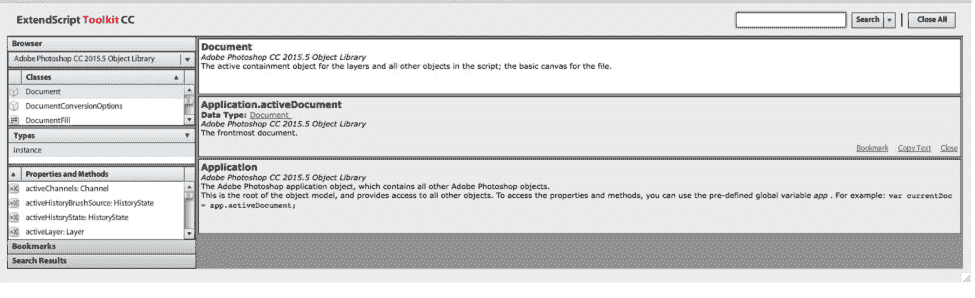 ExtendScript Toolkit CC
Search
Close All
Browser
Adobe Photoshop CC 2015.5 Object Library
Classes
Document
DocumentConversionOptions
DocumentFill
Types
Instance
Properties and Methods
activeChannels: Channel
activeHistoryBrushSource: HistoryState
activeHistoryState: HistoryState
activeLayer: Layer
Bookmarks
Search Results
Document
Adobe Photoshop CC 2015.5 Object Library
The active containment object for the layers and all other objects in the script; the basic canvas for the file.
Application.activeDocument
Data Type: Document
Adobe Photoshop CC 2015.5 Object Library
The frontmost document.
Bookmark Copy Text Close
Application
Adobe Photoshop CC 2015.5 Object Library
The Adobe Photoshop application object, which contains all other Adobe Photoshop objects.
This is the root of the object model, and provides access to all other objects. To access the properties and methods, you can use the pre-defined global variable app . For example: var currentDoc
= app.activeDocument;